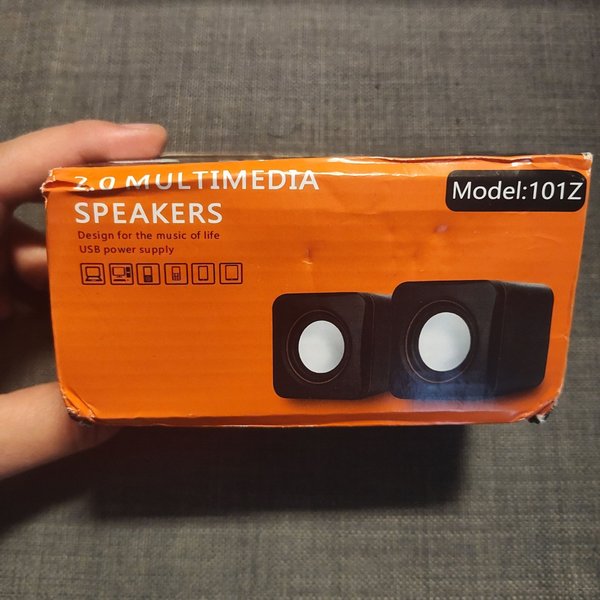 2.0 MULTIMEDIA
SPEAKERS
Design for the music of life
USB power supply
Model:101Z